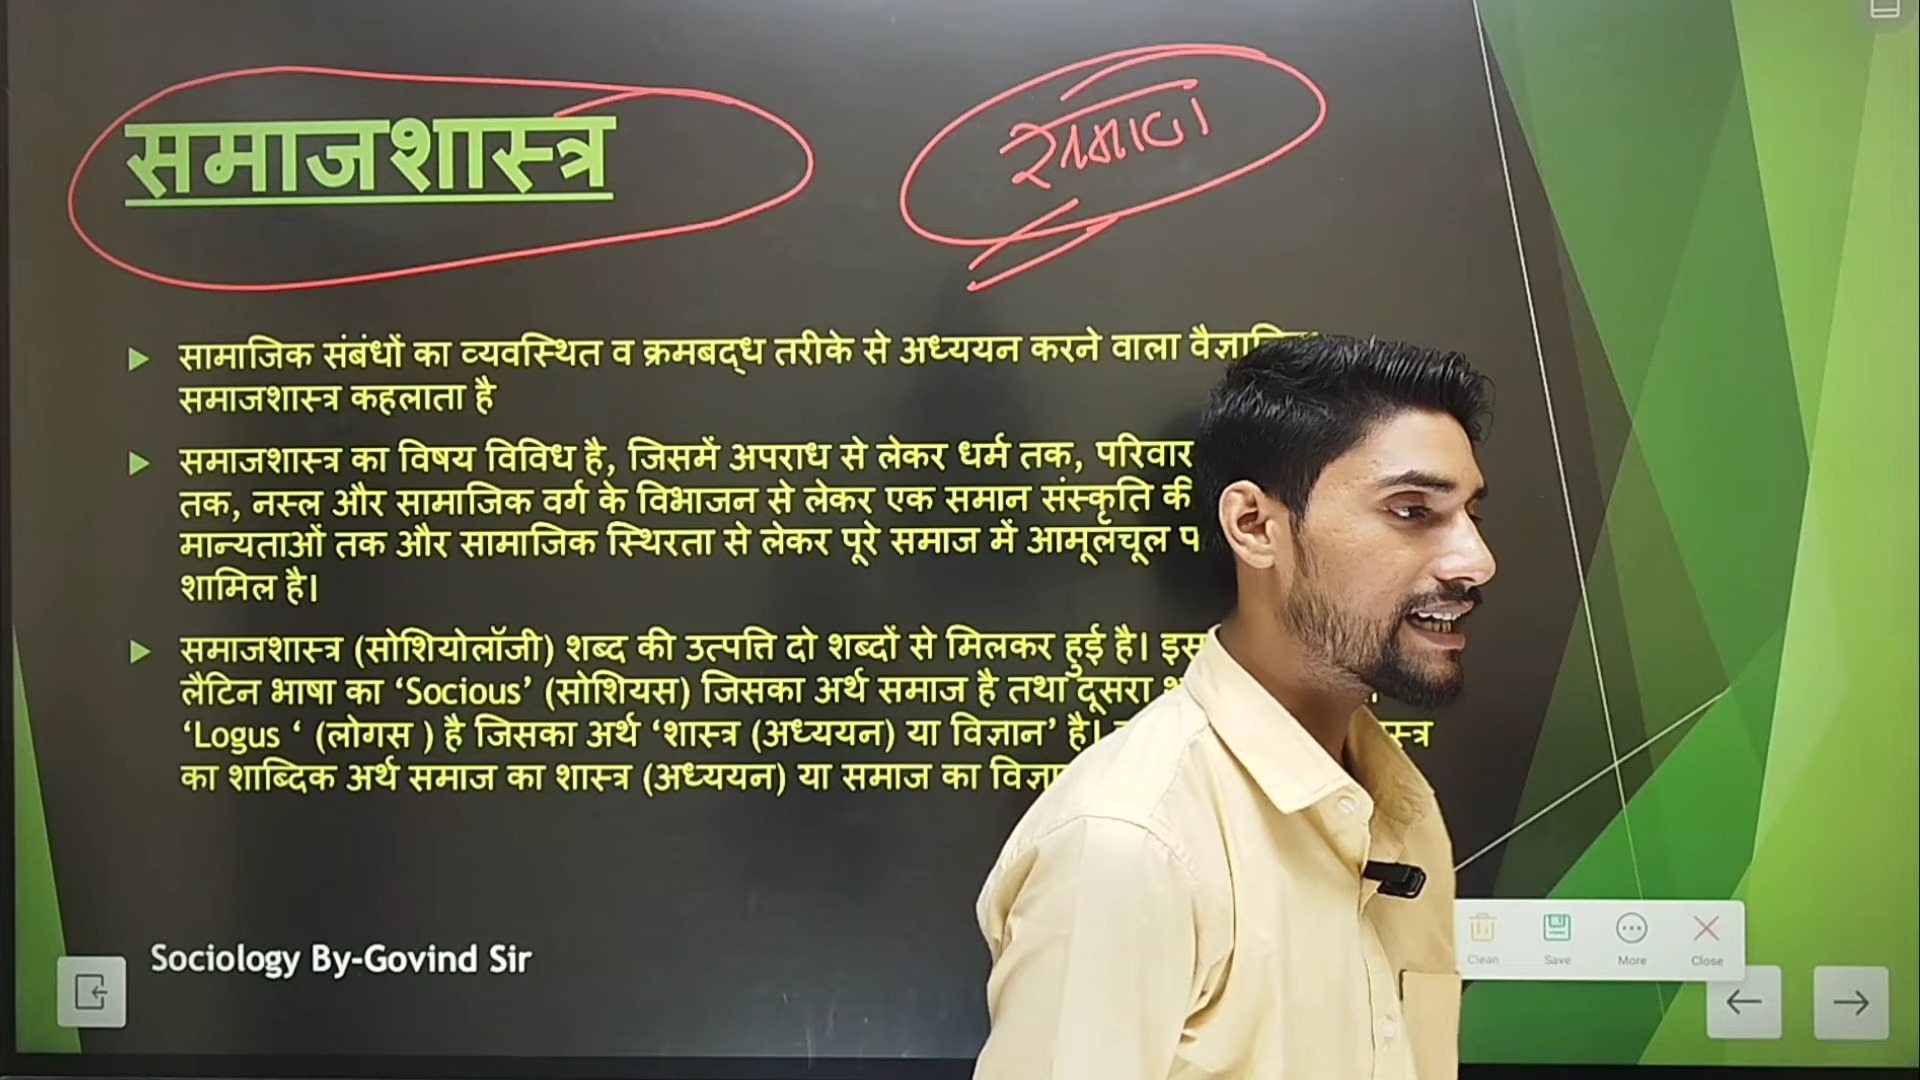 समाजशास्त्र
समाज
सामाजिक संबंधों का व्यवस्थित व क्रमबद्ध तरीके से अध्ययन करने वाला
समाजशास्त्र कहलाता है
समाजशास्त्र का विषय विविध है, जिसमें अपराध से लेकर धर्म तक, परिवार
तक, नस्ल और सामाजिक वर्ग के विभाजन से लेकर एक समान संस्कृति की
मान्यताओं तक और सामाजिक स्थिरता से लेकर पूरे समाज में आमूलचूल
शामिल है।
समाजशास्त्र (सोशियोलॉजी) शब्द की उत्पत्ति दो शब्दों से मिलकर हुई है।
लैटिन भाषा का ‘Socious’ (सोशियस) जिसका अर्थ समाज है तथा दूसरा
‘Logus ‘ (लोगस ) है जिसका अर्थ ‘शास्त्र (अध्ययन) या विज्ञान’ है।
का शाब्दिक अर्थ समाज का शास्त्र (अध्ययन) या समाज का
Sociology By-Govind Sir
Clean Save More Close